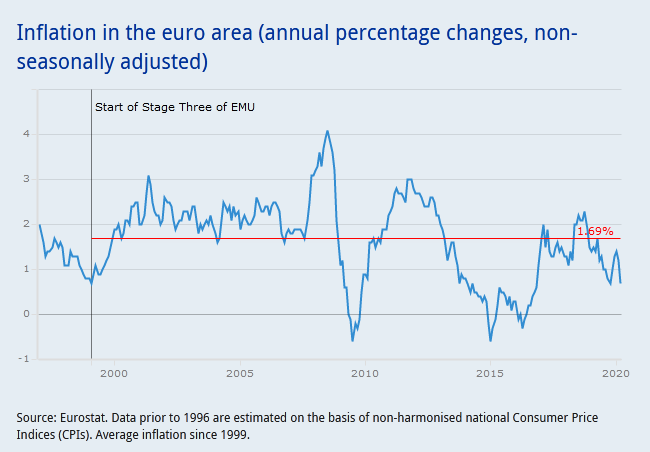 Inflation in the euro area (annual percentage changes, non-
seasonally adjusted)
Start of Stage Three of EMU
4
3
2
1.69%
1
0
-1
2000 2005 2010 2015 2020
Source: Eurostat. Data prior to 1996 are estimated on the basis of non-harmonised national Consumer Price
Indices (CPIs). Average inflation since 1999.